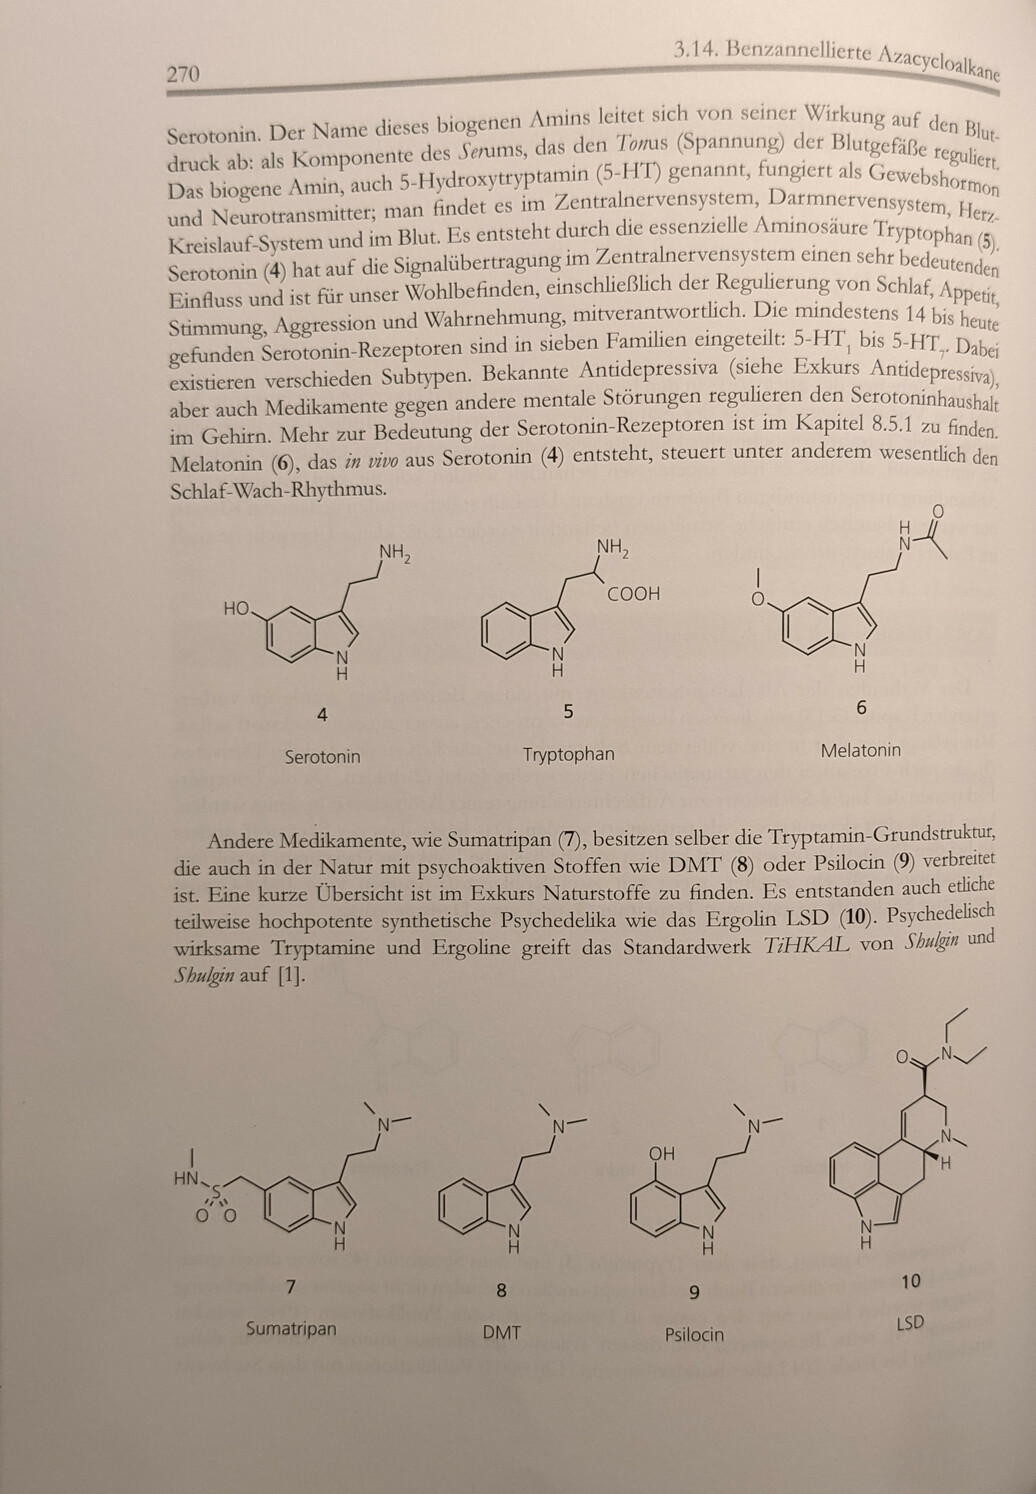 3.14. Benzannellierte Azacycloalkane
270
Serotonin. Der Name dieses biogenen Amins leitet sich von seiner Wirkung auf den Blut-
druck ab: als Komponente des Serums, das den Tonus (Spannung) der Blutgefäße reguliert.
Das biogene Amin, auch 5-Hydroxytryptamin (5-HT) genannt, fungiert als Gewebshormon
und Neurotransmitter; man findet es im Zentralnervensystem, Darmnervensystem, Herz-
Kreislauf-System und im Blut. Es entsteht durch die essenzielle Aminosäure Tryptophan (5).
Serotonin (4) hat auf die Signalübertragung im Zentralnervensystem einen sehr bedeutenden
Einfluss und ist für unser Wohlbefinden, einschließlich der Regulierung von Schlaf, Appetit,
Stimmung, Aggression und Wahrnehmung, mitverantwortlich. Die mindestens 14 bis heute
gefunden Serotonin-Rezeptoren sind in sieben Familien eingeteilt: 5-HT₁ bis 5-HT₇. Dabei
existieren verschieden Subtypen. Bekannte Antidepressiva (siehe Exkurs Antidepressiva),
aber auch Medikamente gegen andere mentale Störungen regulieren den Serotoninhaushalt
im Gehirn. Mehr zur Bedeutung der Serotonin-Rezeptoren ist im Kapitel 8.5.1 zu finden.
Melatonin (6), das in vivo aus Serotonin (4) entsteht, steuert unter anderem wesentlich den
Schlaf-Wach-Rhythmus.
NH₂
HO
N
H
4
Serotonin
NH₂
COOH
N
H
5
Tryptophan
O
H
N
O
N
H
6
Melatonin
Andere Medikamente, wie Sumatripan (7), besitzen selber die Tryptamin-Grundstruktur,
die auch in der Natur mit psychoaktiven Stoffen wie DMT (8) oder Psilocin (9) verbreitet
ist. Eine kurze Übersicht ist im Exkurs Naturstoffe zu finden. Es entstanden auch etliche
teilweise hochpotente synthetische Psychedelika wie das Ergolin LSD (10). Psychedelisch
wirksame Tryptamine und Ergoline greift das Standardwerk TiHKAL von Shulgin und
Shulgin auf [1].
N
HN
S
O O
N
H
7
Sumatripan
N
N
H
8
DMT
N
OH
N
H
9
Psilocin
O
N
N
H
N
H
10
LSD